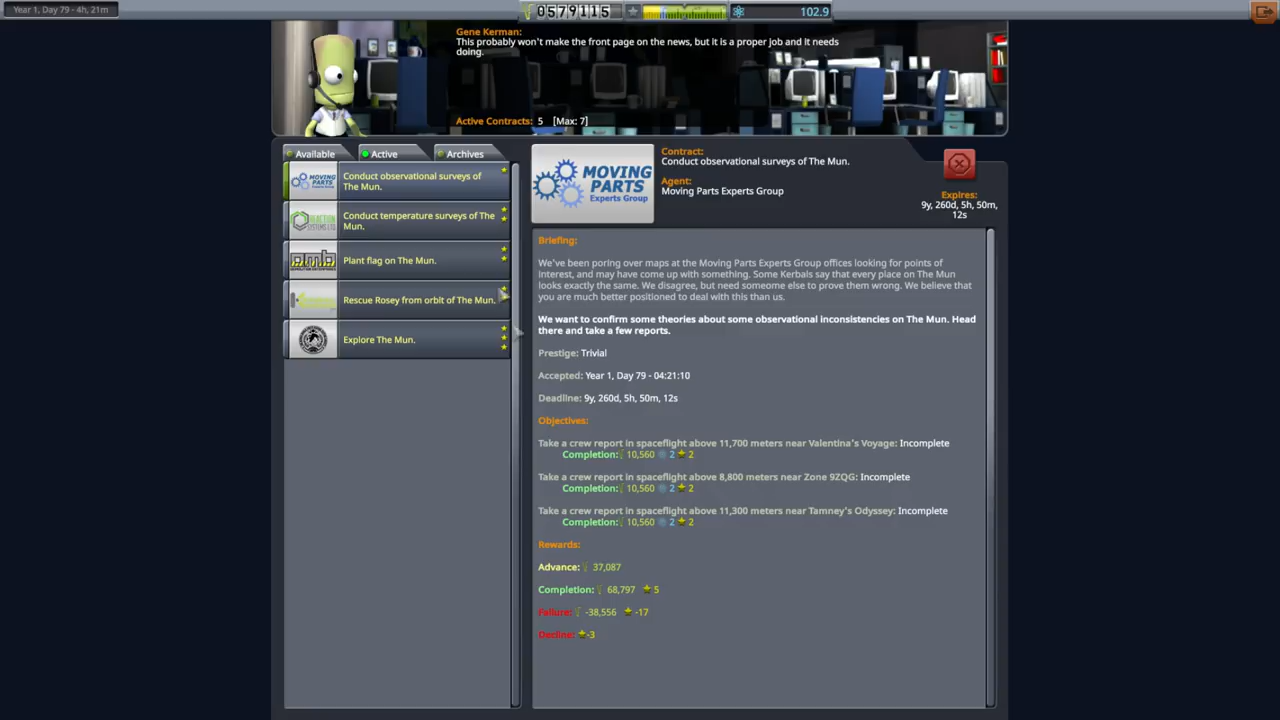 Year 1, Day 79 - 4h, 21m
0579115
102.9
Gene Kerman:
This probably won't make the front page on the news, but it is a proper job and it needs
doing.
Active Contracts: 5 [Max: 7]
Available
Active
Archives
Conduct observational surveys of
The Mun.
Conduct temperature surveys of The
Mun.
Plant flag on The Mun.
Rescue Rosey from orbit of The Mun.
Explore The Mun.
MOVING
PARTS
Experts Group
Contract:
Conduct observational surveys of The Mun.
Agent:
Moving Parts Experts Group
Expires:
9y, 260d, 5h, 50m,
12s
Briefing:
We've been poring over maps at the Moving Parts Experts Group offices looking for points of
interest, and may have come up with something. Some Kerbals say that every place on The Mun
looks exactly the same. We disagree, but need someone else to prove them wrong. We believe that
you are much better positioned to deal with this than us.
We want to confirm some theories about some observational inconsistencies on The Mun. Head
there and take a few reports.
Prestige: Trivial
Accepted: Year 1, Day 79 - 04:21:10
Deadline: 9y, 260d, 5h, 50m, 12s
Objectives:
Take a crew report in spaceflight above 11,700 meters near Valentina's Voyage: Incomplete
Completion: 10,560 2 2
Take a crew report in spaceflight above 8,800 meters near Zone 9ZQG: Incomplete
Completion: 10,560 2 2
Take a crew report in spaceflight above 11,300 meters near Tamney's Odyssey: Incomplete
Completion: 10,560 2 2
Rewards:
Advance: 37,087
Completion: 68,797 5
Failure: -38,556 -17
Decline: -3